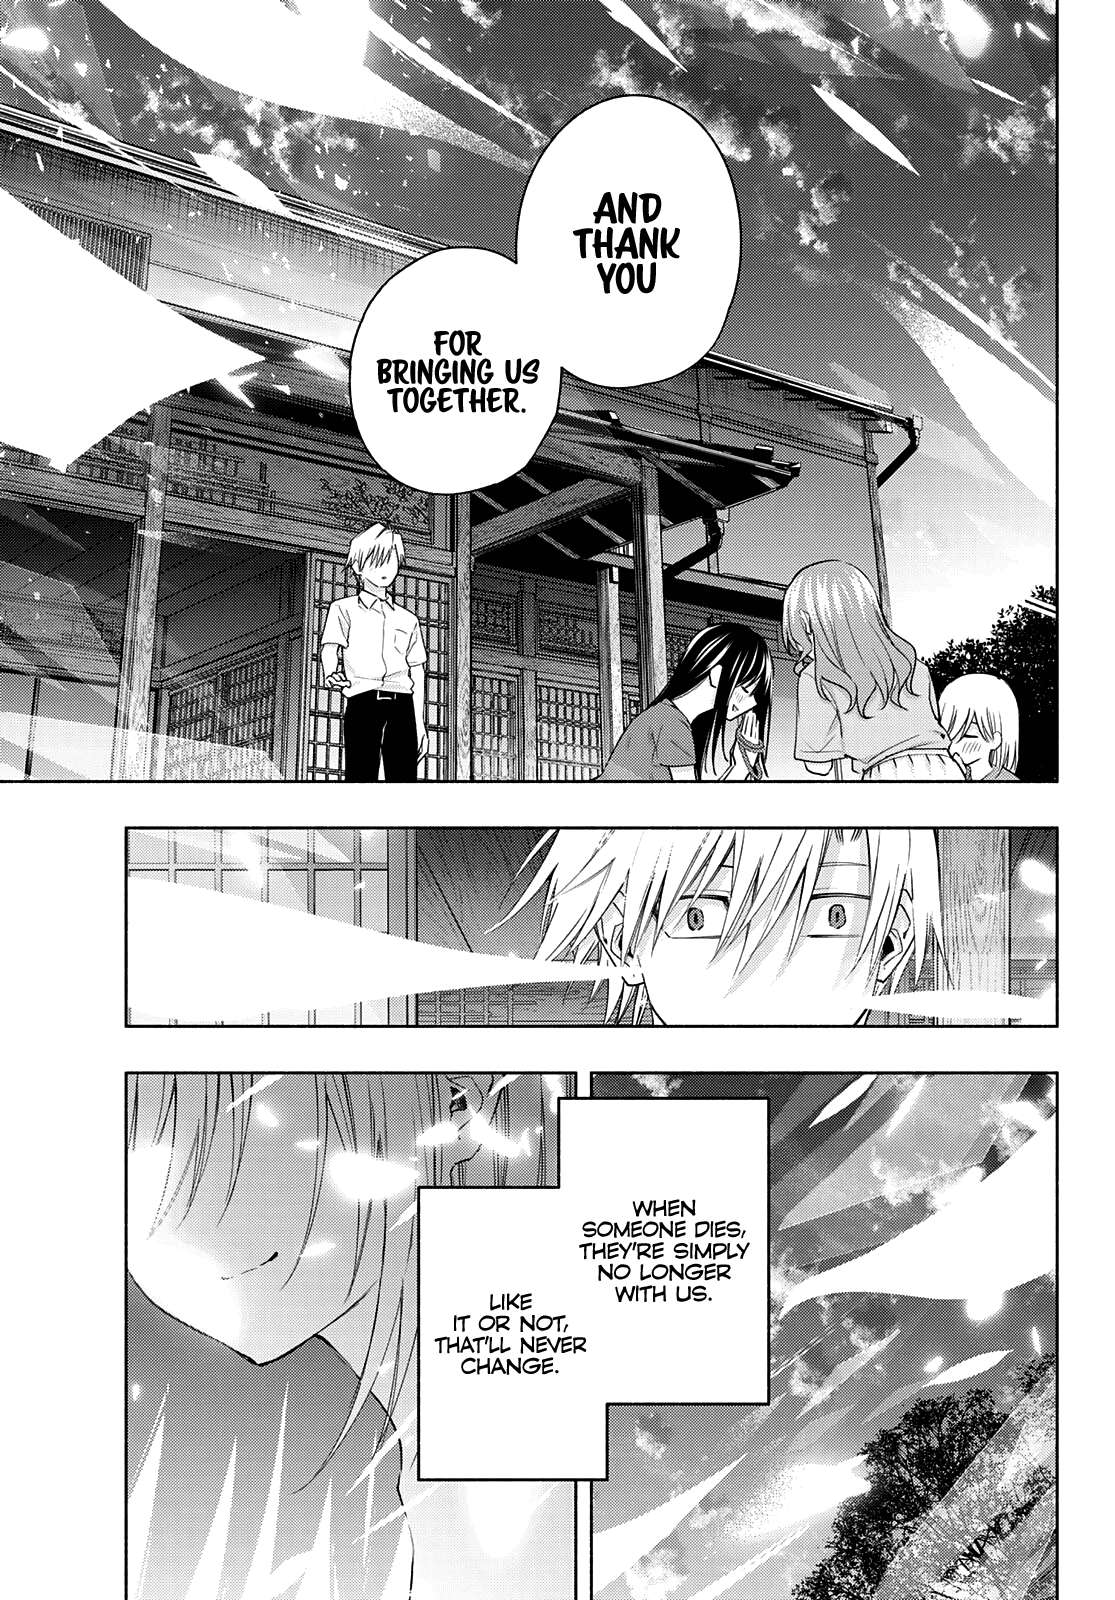 AND
THANK
YOU
FOR
BRINGING US
TOGETHER.
WHEN
SOMEONE DIES,
THEY'RE SIMPLY
NO LONGER
WITH US.
LIKE
IT OR NOT,
THAT'LL NEVER
CHANGE.